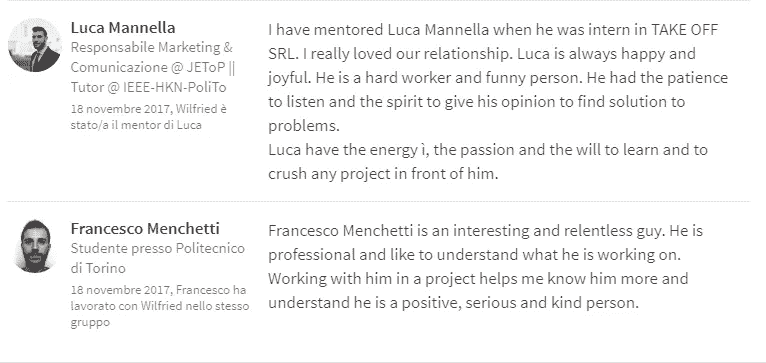 Luca Mannella
Responsabile Marketing &
Comunicazione @ JEToP ||
Tutor @ IEEE-HKN-PoliTo
18 novembre 2017, Wilfried è
stato/a il mentor di Luca
I have mentored Luca Mannella when he was intern in TAKE OFF
SRL. I really loved our relationship. Luca is always happy and
joyful. He is a hard worker and funny person. He had the patience
to listen and the spirit to give his opinion to find solution to
problems.
Luca have the energy ì, the passion and the will to learn and to
crush any project in front of him.
Francesco Menchetti
Studente presso Politecnico
di Torino
18 novembre 2017, Francesco ha
lavorato con Wilfried nello stesso
gruppo
Francesco Menchetti is an interesting and relentless guy. He is
professional and like to understand what he is working on.
Working with him in a project helps me know him more and
understand he is a positive, serious and kind person.